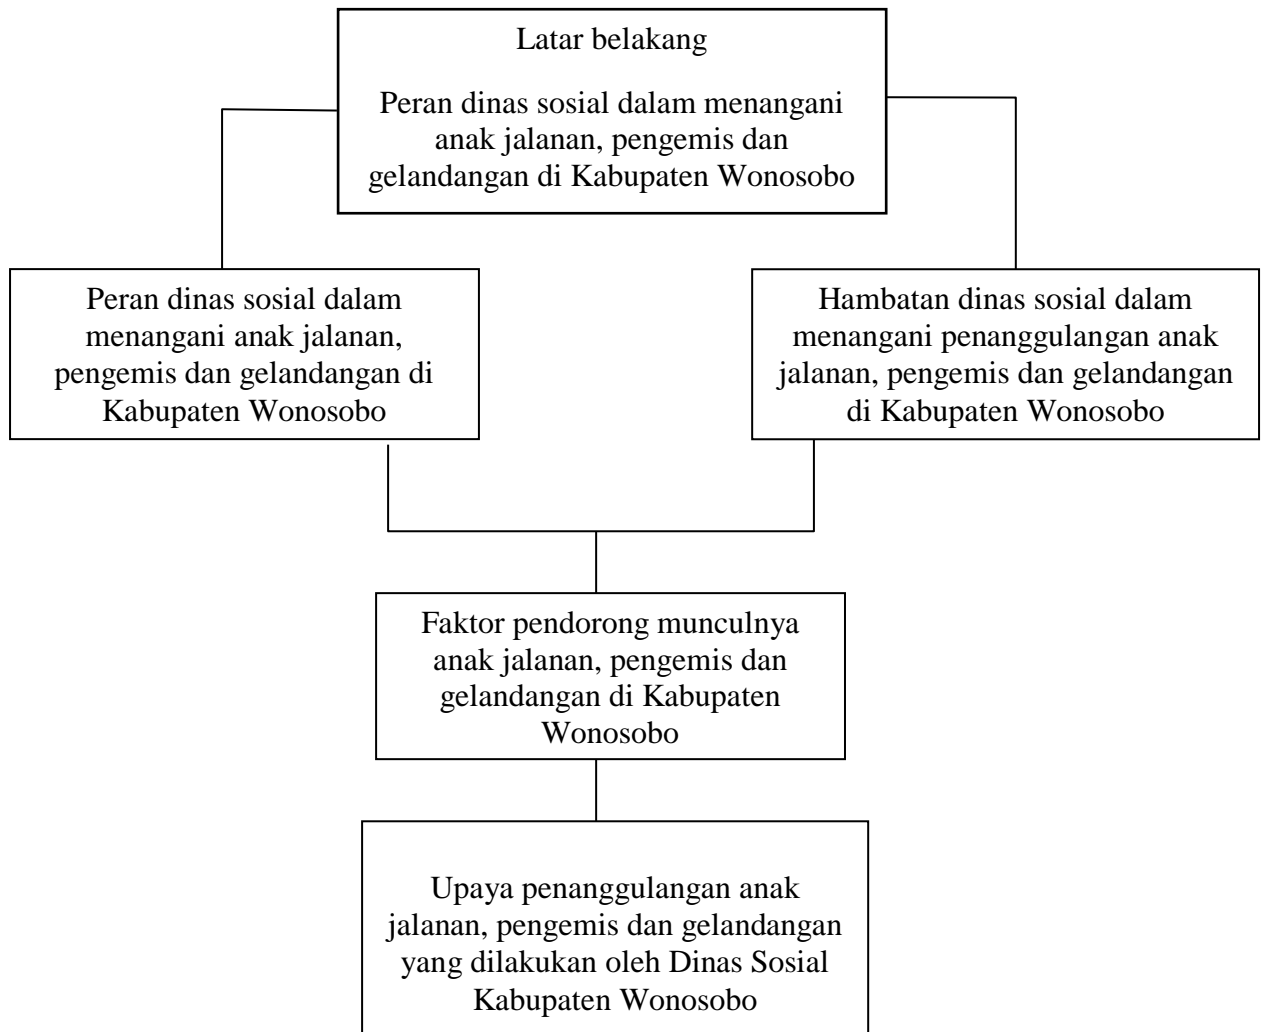 Latar belakang
Peran dinas sosial dalam menangani
anak jalanan, pengemis dan
gelandangan di Kabupaten Wonosobo
Peran dinas sosial dalam
menangani anak jalanan,
pengemis dan gelandangan di
Kabupaten Wonosobo
Hambatan dinas sosial dalam
menangani penanggulangan anak
jalanan, pengemis dan gelandangan
di Kabupaten Wonosobo
Faktor pendorong munculnya
anak jalanan, pengemis dan
gelandangan di Kabupaten
Wonosobo
Upaya penanggulangan anak
jalanan, pengemis dan gelandangan
yang dilakukan oleh Dinas Sosial
Kabupaten Wonosobo